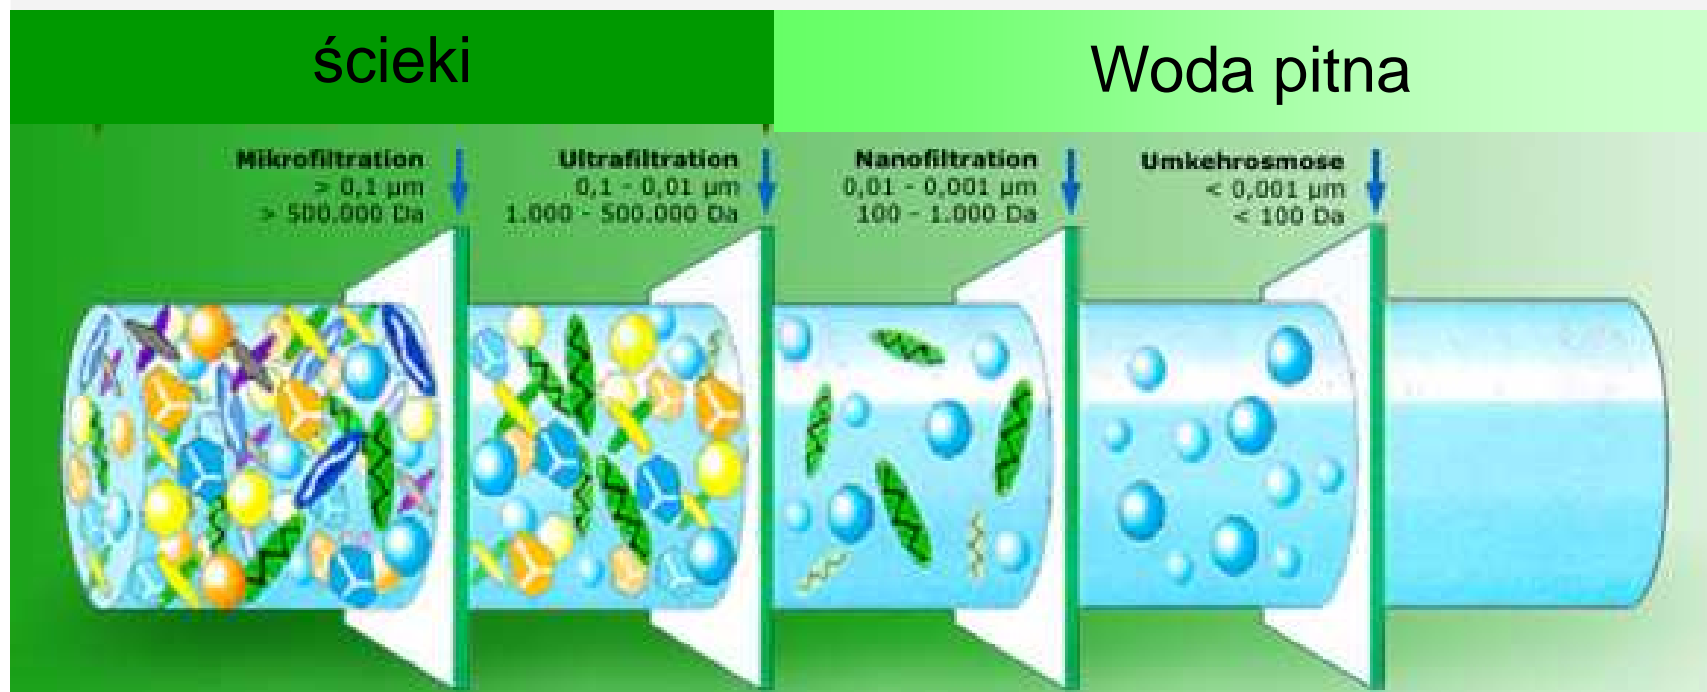 ścieki
Woda pitna
Mikrofiltration
> 0,1 µm
> 500.000 Da
Ultrafiltration
0,1 - 0,01 µm
1.000 - 500.000 Da
Nanofiltration
0,01 - 0,001 µm
100 - 1.000 Da
Umkehrosmose
< 0,001 µm
< 100 Da